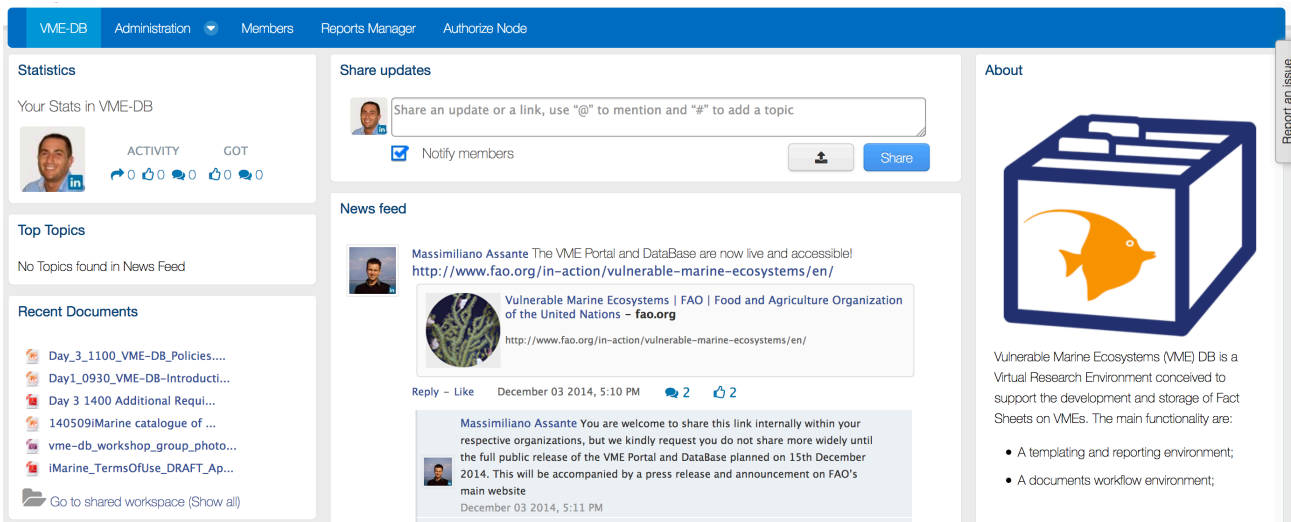 VME-DB Administration Members Reports Manager Authorize Node
Report an issue
Statistics
Your Stats in VME-DB
ACTIVITY GOT
0 0 0 0 0
in
Top Topics
No Topics found in News Feed
Recent Documents
Day_3_1100_VME-DB_Policies....
Day1_0930_VME-DB-Introducti...
Day 3 1400 Additional Requi...
140509iMarine catalogue of ...
vme-db_workshop_group_photo...
iMarine_TermsOfUse_DRAFT_Ap...
Go to shared workspace (Show all)
Share updates
Share an update or a link, use “@” to mention and “#” to add a topic
in
Notify members
Share
News feed
Massimiliano Assante The VME Portal and DataBase are now live and accessible!
http://www.fao.org/in-action/vulnerable-marine-ecosystems/en/
in
Vulnerable Marine Ecosystems | FAO | Food and Agriculture Organization
of the United Nations - fao.org
http://www.fao.org/in-action/vulnerable-marine-ecosystems/en/
Reply - Like December 03 2014, 5:10 PM 2 2
Massimiliano Assante You are welcome to share this link internally within your
respective organizations, but we kindly request you do not share more widely until
the full public release of the VME Portal and DataBase planned on 15th December
2014. This will be accompanied by a press release and announcement on FAO's
main website
December 03 2014, 5:11 PM
About
Vulnerable Marine Ecosystems (VME) DB is a
Virtual Research Environment conceived to
support the development and storage of Fact
Sheets on VMEs. The main functionality are:
• A templating and reporting environment;
• A documents workflow environment;